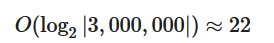 O(log₂ |3,000,000|) ≈ 22